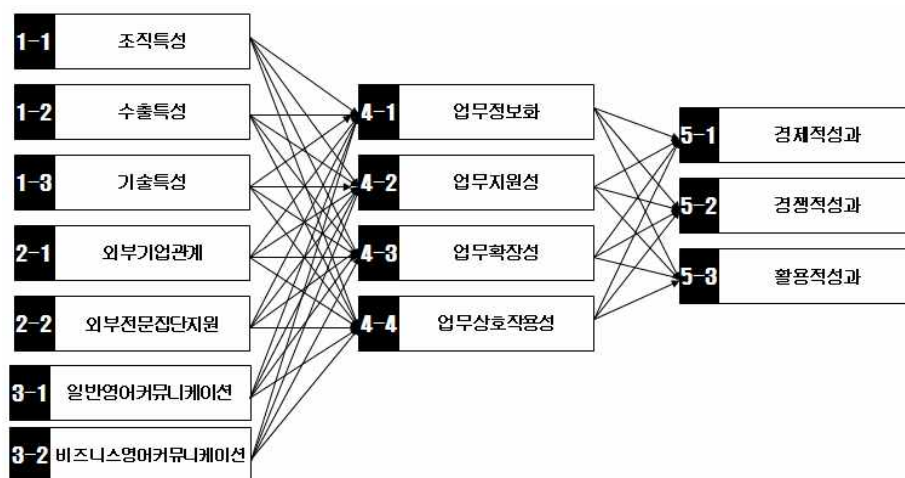 1-1 조직특성
1-2 수출특성
1-3 기술특성
2-1 외부기업관계
2-2 외부전문집단지원
3-1 일반영어커뮤니케이션
3-2 비즈니스영어커뮤니케이션
4-1 업무정보화
4-2 업무지원성
4-3 업무확장성
4-4 업무상호작용성
5-1 경제적성과
5-2 경쟁적성과
5-3 활용적성과